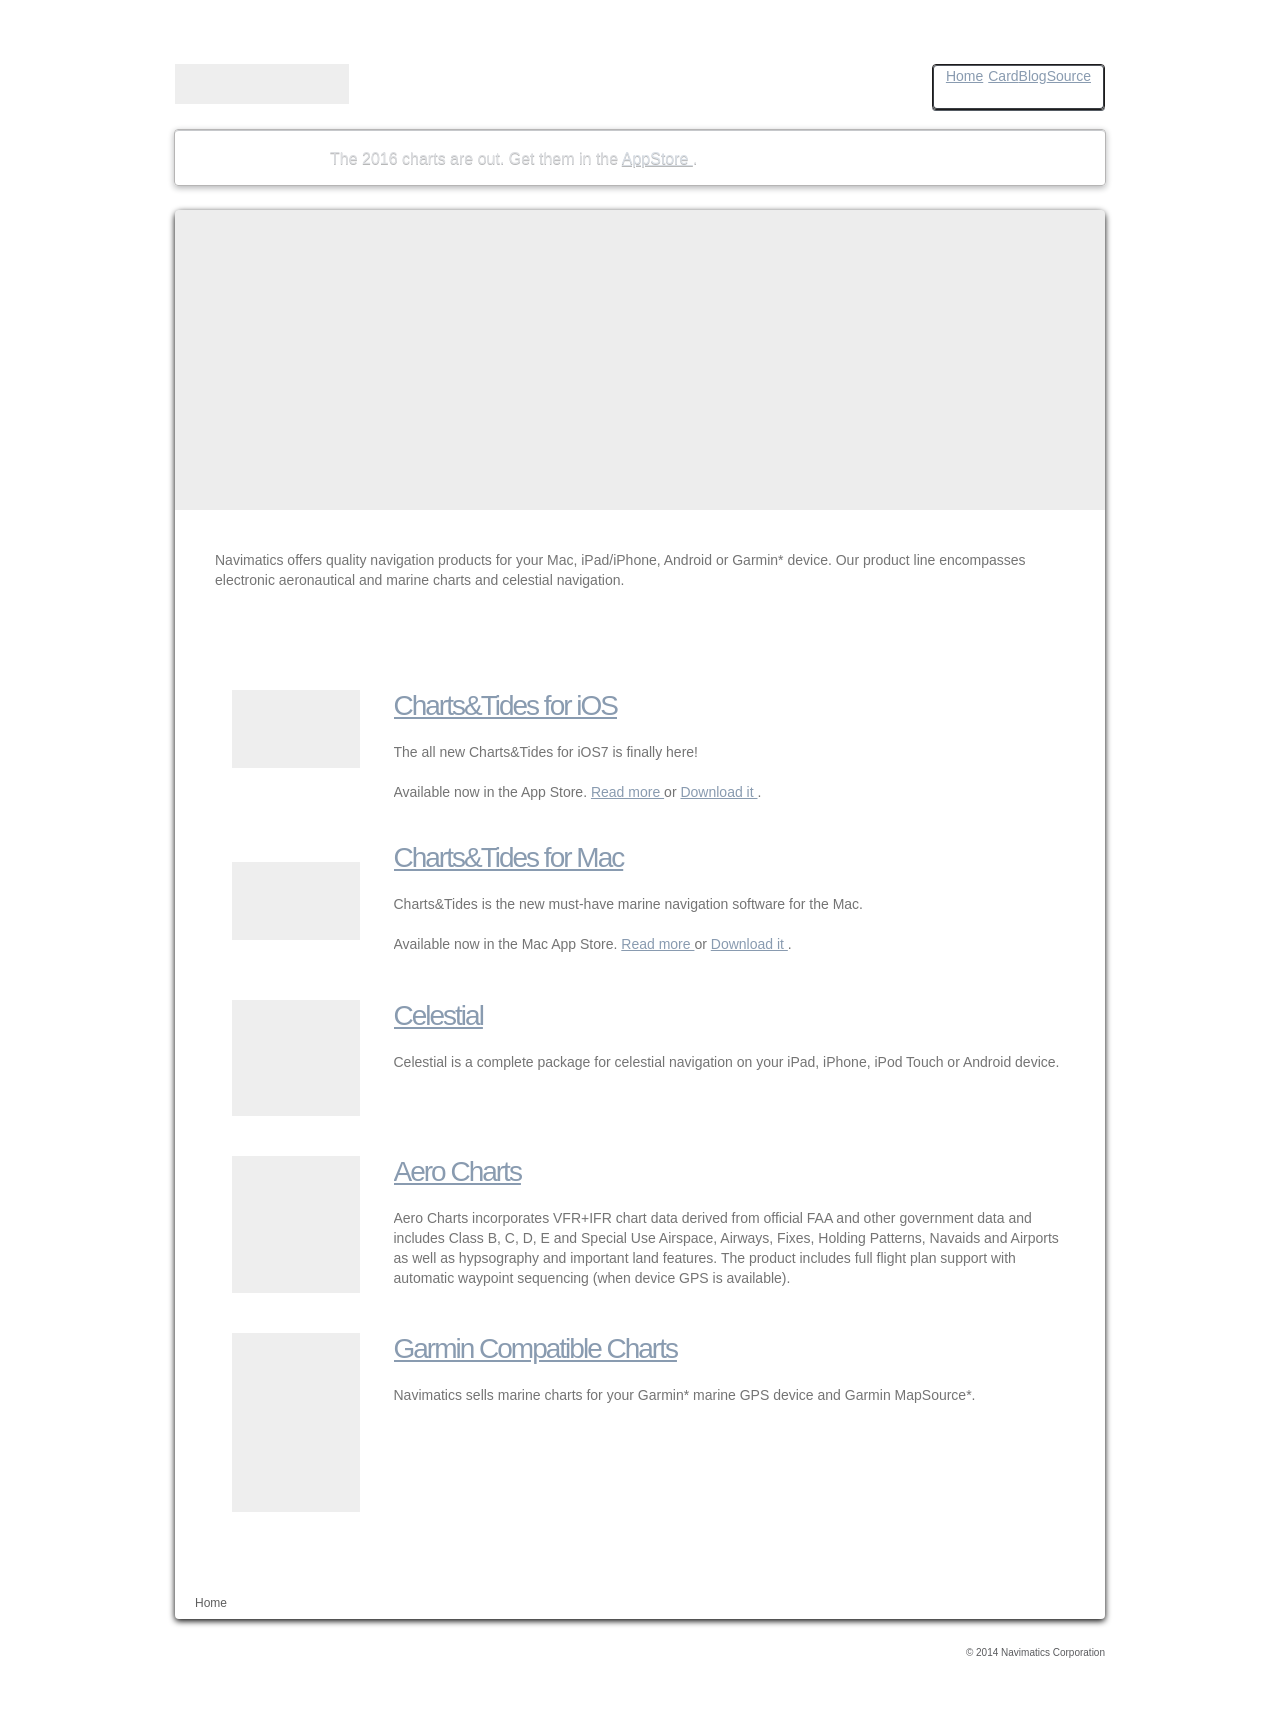 Home CardBlogSource
The 2016 charts are out. Get them in the AppStore .
Navimatics offers quality navigation products for your Mac, iPad/iPhone, Android or Garmin* device. Our product line encompasses
electronic aeronautical and marine charts and celestial navigation.
Charts&Tides for iOS
The all new Charts&Tides for iOS7 is finally here!
Available now in the App Store. Read more or Download it .
Charts&Tides for Mac
Charts&Tides is the new must-have marine navigation software for the Mac.
Available now in the Mac App Store. Read more or Download it .
Celestial
Celestial is a complete package for celestial navigation on your iPad, iPhone, iPod Touch or Android device.
Aero Charts
Aero Charts incorporates VFR+IFR chart data derived from official FAA and other government data and
includes Class B, C, D, E and Special Use Airspace, Airways, Fixes, Holding Patterns, Navaids and Airports
as well as hypsography and important land features. The product includes full flight plan support with
automatic waypoint sequencing (when device GPS is available).
Garmin Compatible Charts
Navimatics sells marine charts for your Garmin* marine GPS device and Garmin MapSource*.
Home
© 2014 Navimatics Corporation